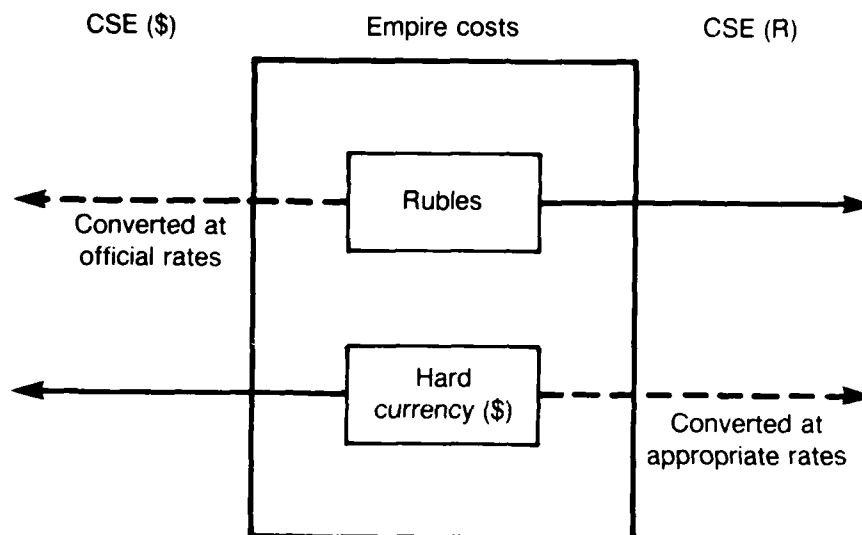 CSE ($)
Empire costs
CSE (R)
Rubles
Converted at
official rates
Hard
currency ($)
Converted at
appropriate rates